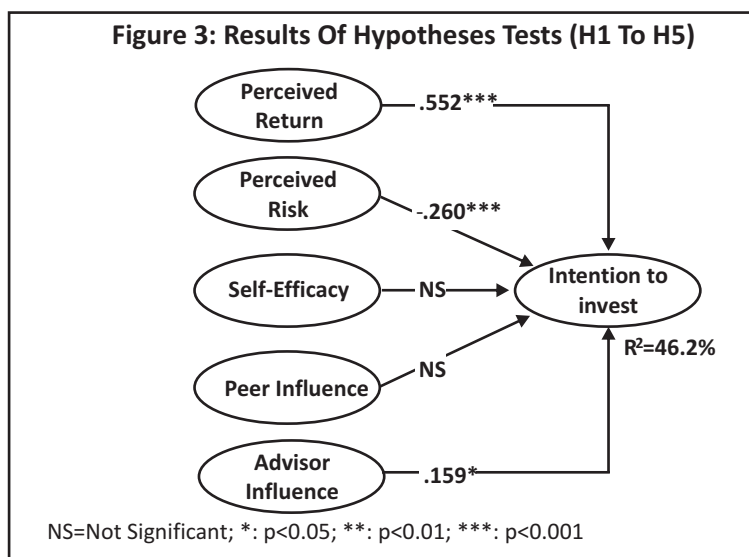 Figure 3: Results Of Hypotheses Tests (H1 To H5)
Perceived
Return
.552***
Perceived
Risk
-.260***
Self-Efficacy
NS
Intention to
invest
R²=46.2%
Peer Influence
NS
Advisor
Influence
.159*
NS=Not Significant; *: p<0.05; **: p<0.01; ***: p<0.001